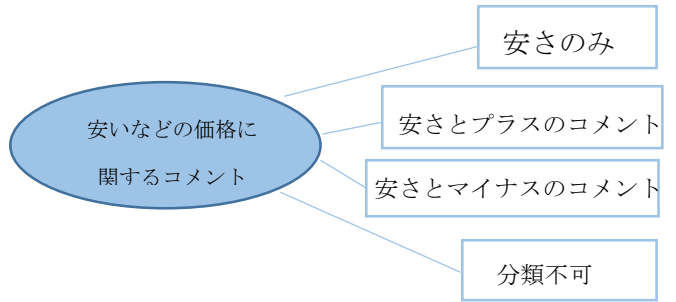 安いなどの価格に
関するコメント
安さのみ
安さとプラスのコメント
安さとマイナスのコメント
分類不可